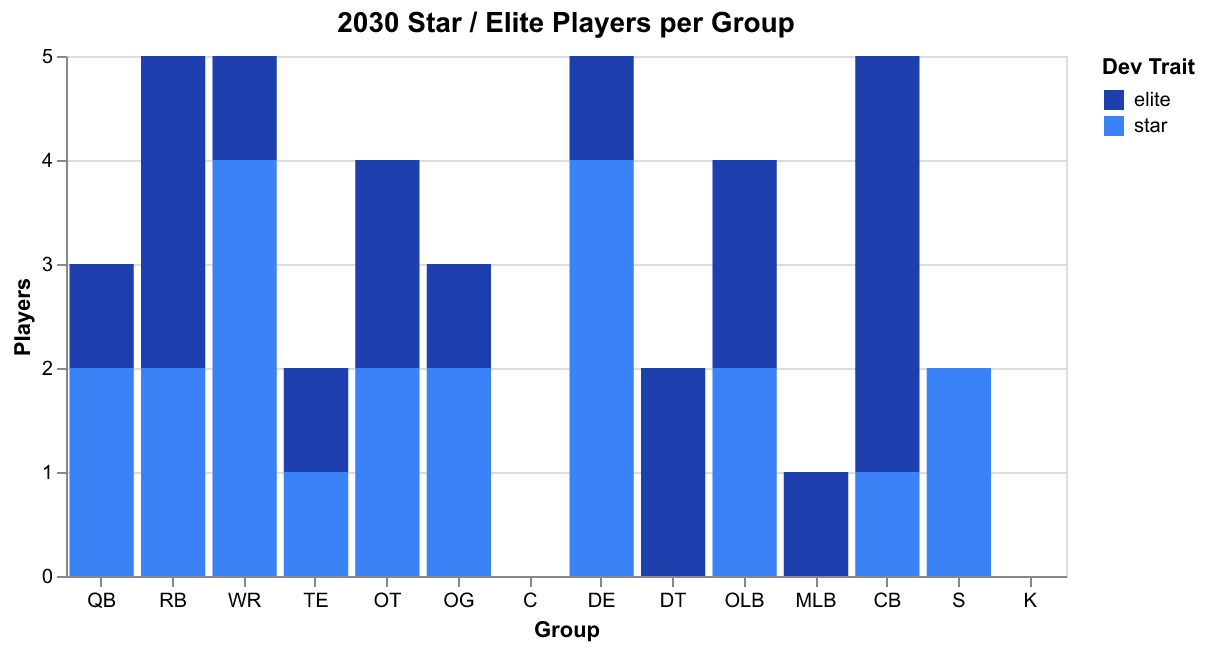 2030 Star / Elite Players per Group
5
4
3
2
1
0
Players
QB RB WR TE OT OG C DE DT OLB MLB CB S K
Group
Dev Trait
elite
star